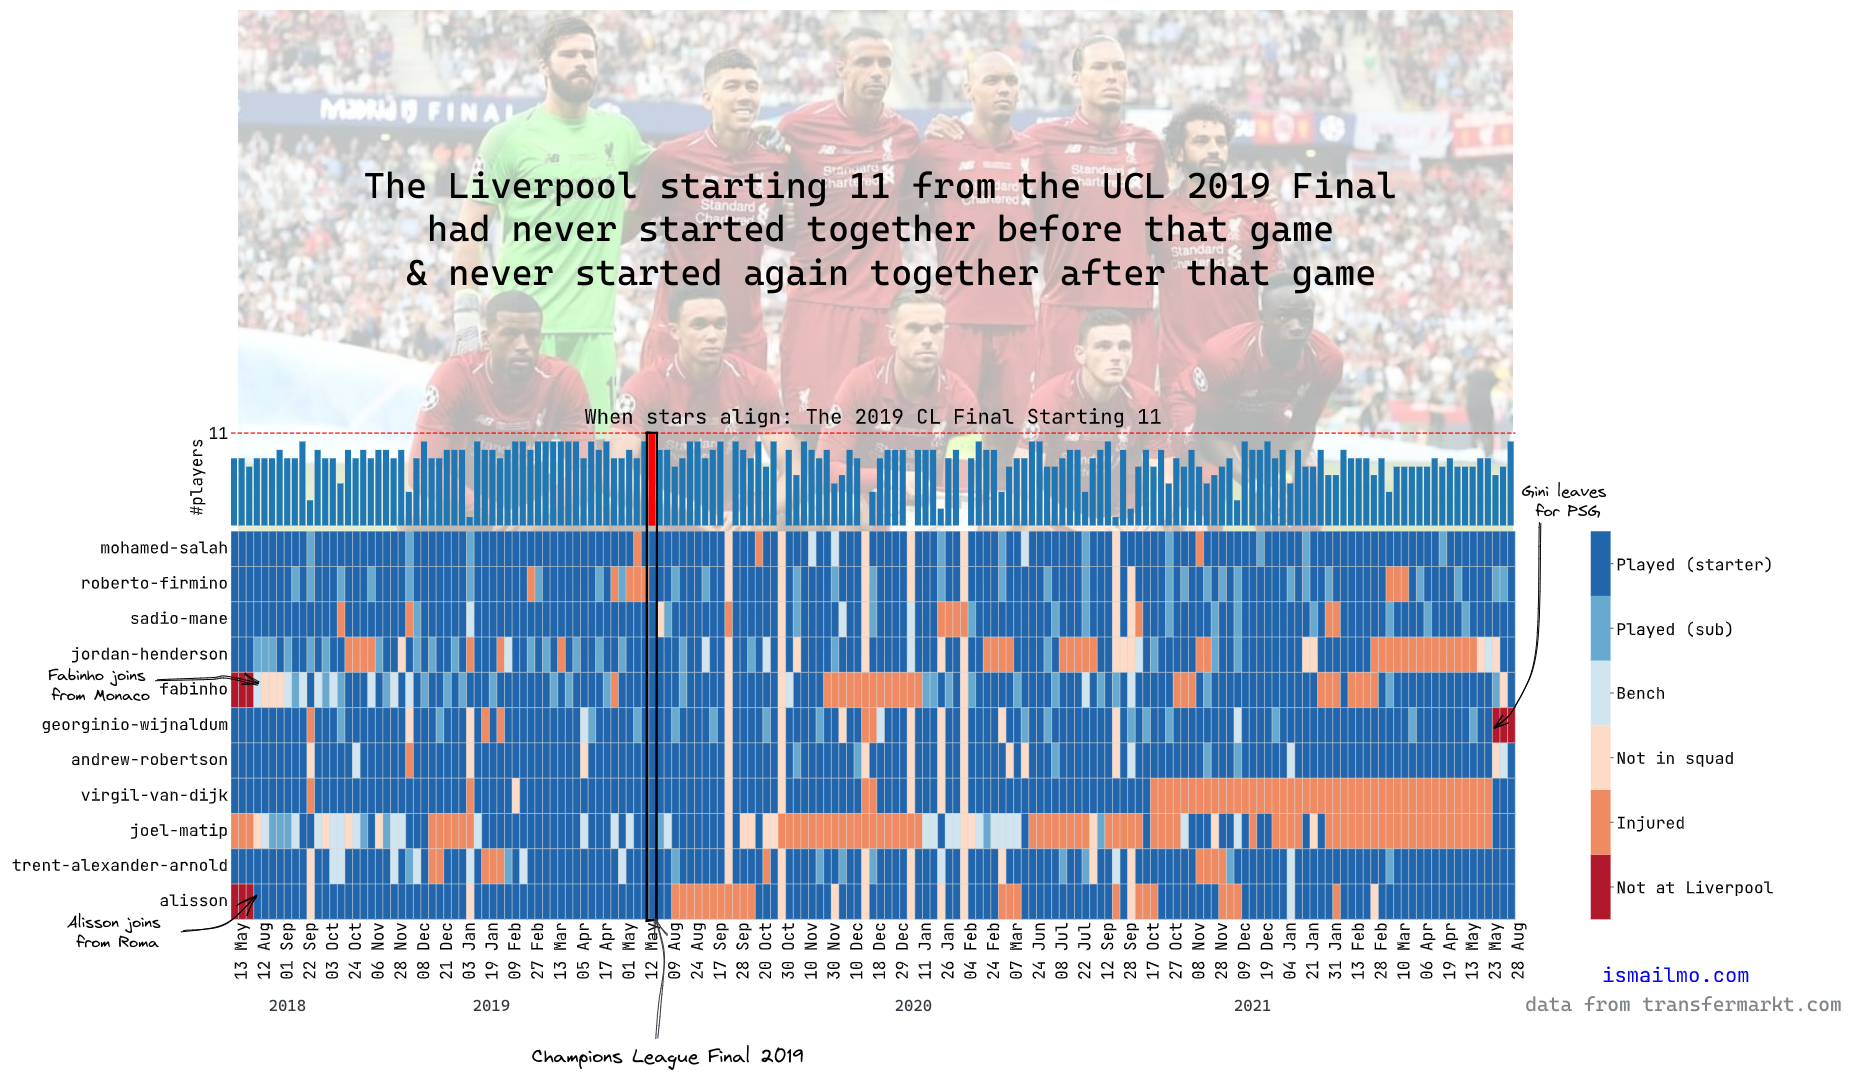 Madrid 19 FINAL
The Liverpool starting 11 from the UCL 2019 Final
had never started together before that game
& never started again together after that game
When stars align: The 2019 CL Final Starting 11
11
#players
Gini leaves
for PSG
mohamed-salah
roberto-firmino
sadio-mane
jordan-henderson
Fabinho joins
from Monaco
fabinho
georginio-wijnaldum
andrew-robertson
virgil-van-dijk
joel-matip
trent-alexander-arnold
alisson
Alisson joins
from Roma
Played (starter)
Played (sub)
Bench
Not in squad
Injured
Not at Liverpool
13 May
12 Aug
01 Sep
22 Sep
03 Oct
24 Oct
06 Nov
28 Nov
08 Dec
21 Dec
03 Jan
19 Jan
09 Feb
27 Feb
13 Mar
05 Apr
17 Apr
01 May
12 May
09 Aug
24 Aug
17 Sep
28 Sep
20 Oct
30 Oct
10 Nov
30 Nov
10 Dec
18 Dec
29 Dec
11 Jan
26 Jan
04 Feb
24 Feb
07 Mar
24 Jun
08 Jul
22 Jul
12 Sep
28 Sep
17 Oct
27 Oct
08 Nov
28 Nov
09 Dec
19 Dec
04 Jan
21 Jan
31 Jan
13 Feb
28 Feb
10 Mar
06 Apr
19 Apr
13 May
23 May
28 Aug
2018
2019
2020
2021
Champions League Final 2019
ismailmo.com
data from transfermarkt.com